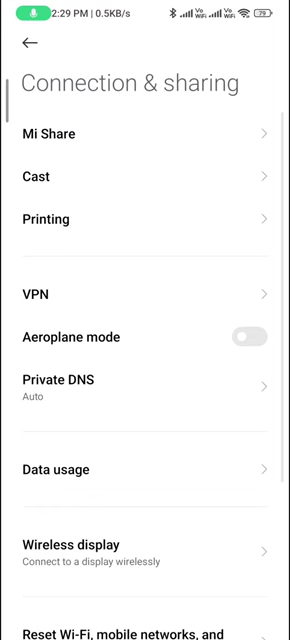 2:29 PM | 0.5KB/s Vo WiFi Vo WiFi 79
Connection & sharing
Mi Share
Cast
Printing
VPN
Aeroplane mode
Private DNS
Auto
Data usage
Wireless display
Connect to a display wirelessly
Reset Wi-Fi, mobile networks, and